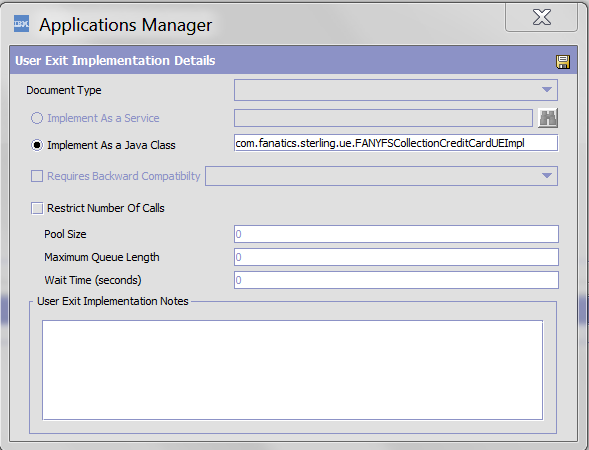 IBM Applications Manager
User Exit Implementation Details
Document Type
Implement As a Service
Implement As a Java Class com.fanatics.sterling.ue.FANYFSCollectionCreditCardUEImpl
Requires Backward Compatibilty
Restrict Number Of Calls
Pool Size 0
Maximum Queue Length 0
Wait Time (seconds) 0
User Exit Implementation Notes